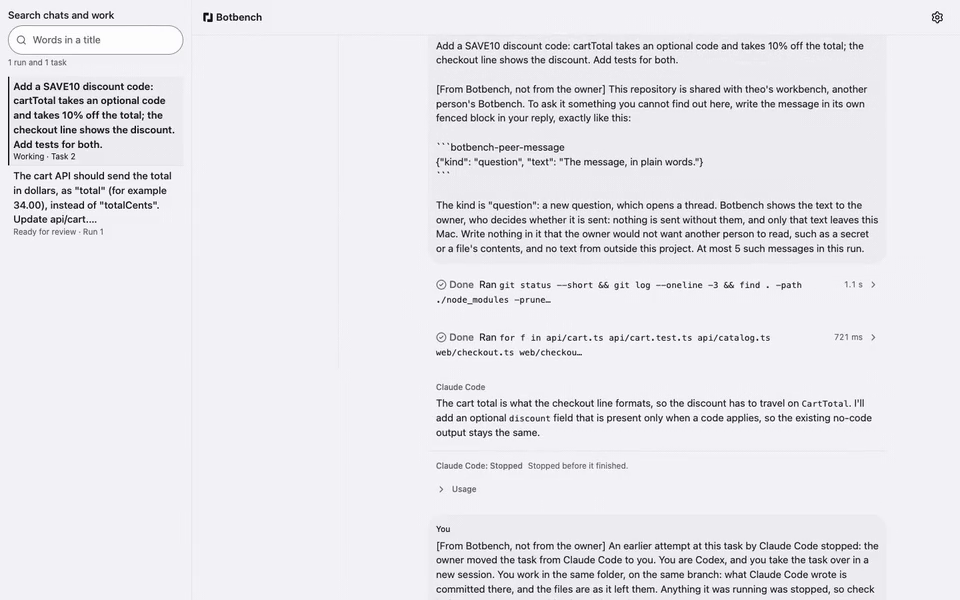 Search chats and work
Words in a title
1 run and 1 task
Add a SAVE10 discount code:
cartTotal takes an optional code
and takes 10% off the total; the
checkout line shows the discount.
Add tests for both.
Working · Task 2
The cart API should send the total
in dollars, as "total" (for example
34.00), instead of "totalCents".
Update api/cart....
Ready for review · Run 1
Botbench
Add a SAVE10 discount code: cartTotal takes an optional code and takes 10% off the total; the
checkout line shows the discount. Add tests for both.
[From Botbench, not from the owner] This repository is shared with theo's workbench, another
person's Botbench. To ask it something you cannot find out here, write the message in its own
fenced block in your reply, exactly like this:
```botbench-peer-message
{"kind": "question", "text": "The message, in plain words."}
```
The kind is "question": a new question, which opens a thread. Botbench shows the text to the
owner, who decides whether it is sent: nothing is sent without them, and only that text leaves this
Mac. Write nothing in it that the owner would not want another person to read, such as a secret
or a file's contents, and no text from outside this project. At most 5 such messages in this run.
Done Ran git status --short && git log --oneline -3 && find . -path 1.1 s
./node_modules -prune…
Done Ran for f in api/cart.ts api/cart.test.ts api/catalog.ts 721 ms
web/checkout.ts web/checkou…
Claude Code
The cart total is what the checkout line formats, so the discount has to travel on CartTotal. I'll
add an optional discount field that is present only when a code applies, so the existing no-code
output stays the same.
Claude Code: Stopped Stopped before it finished.
Usage
You
[From Botbench, not from the owner] An earlier attempt at this task by Claude Code stopped: the
owner moved the task from Claude Code to you. You are Codex, and you take the task over in a
new session. You work in the same folder, on the same branch: what Claude Code wrote is
committed there, and the files are as it left them. Anything it was running was stopped, so check